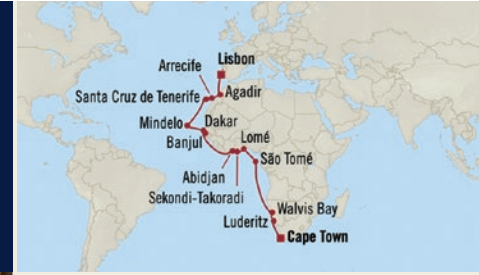 Lisbon
Arrecife
Agadir
Santa Cruz de Tenerife
Mindelo
Dakar
Banjul
Lomé
São Tomé
Abidjan
Sekondi-Takoradi
Walvis Bay
Luderitz
Cape Town